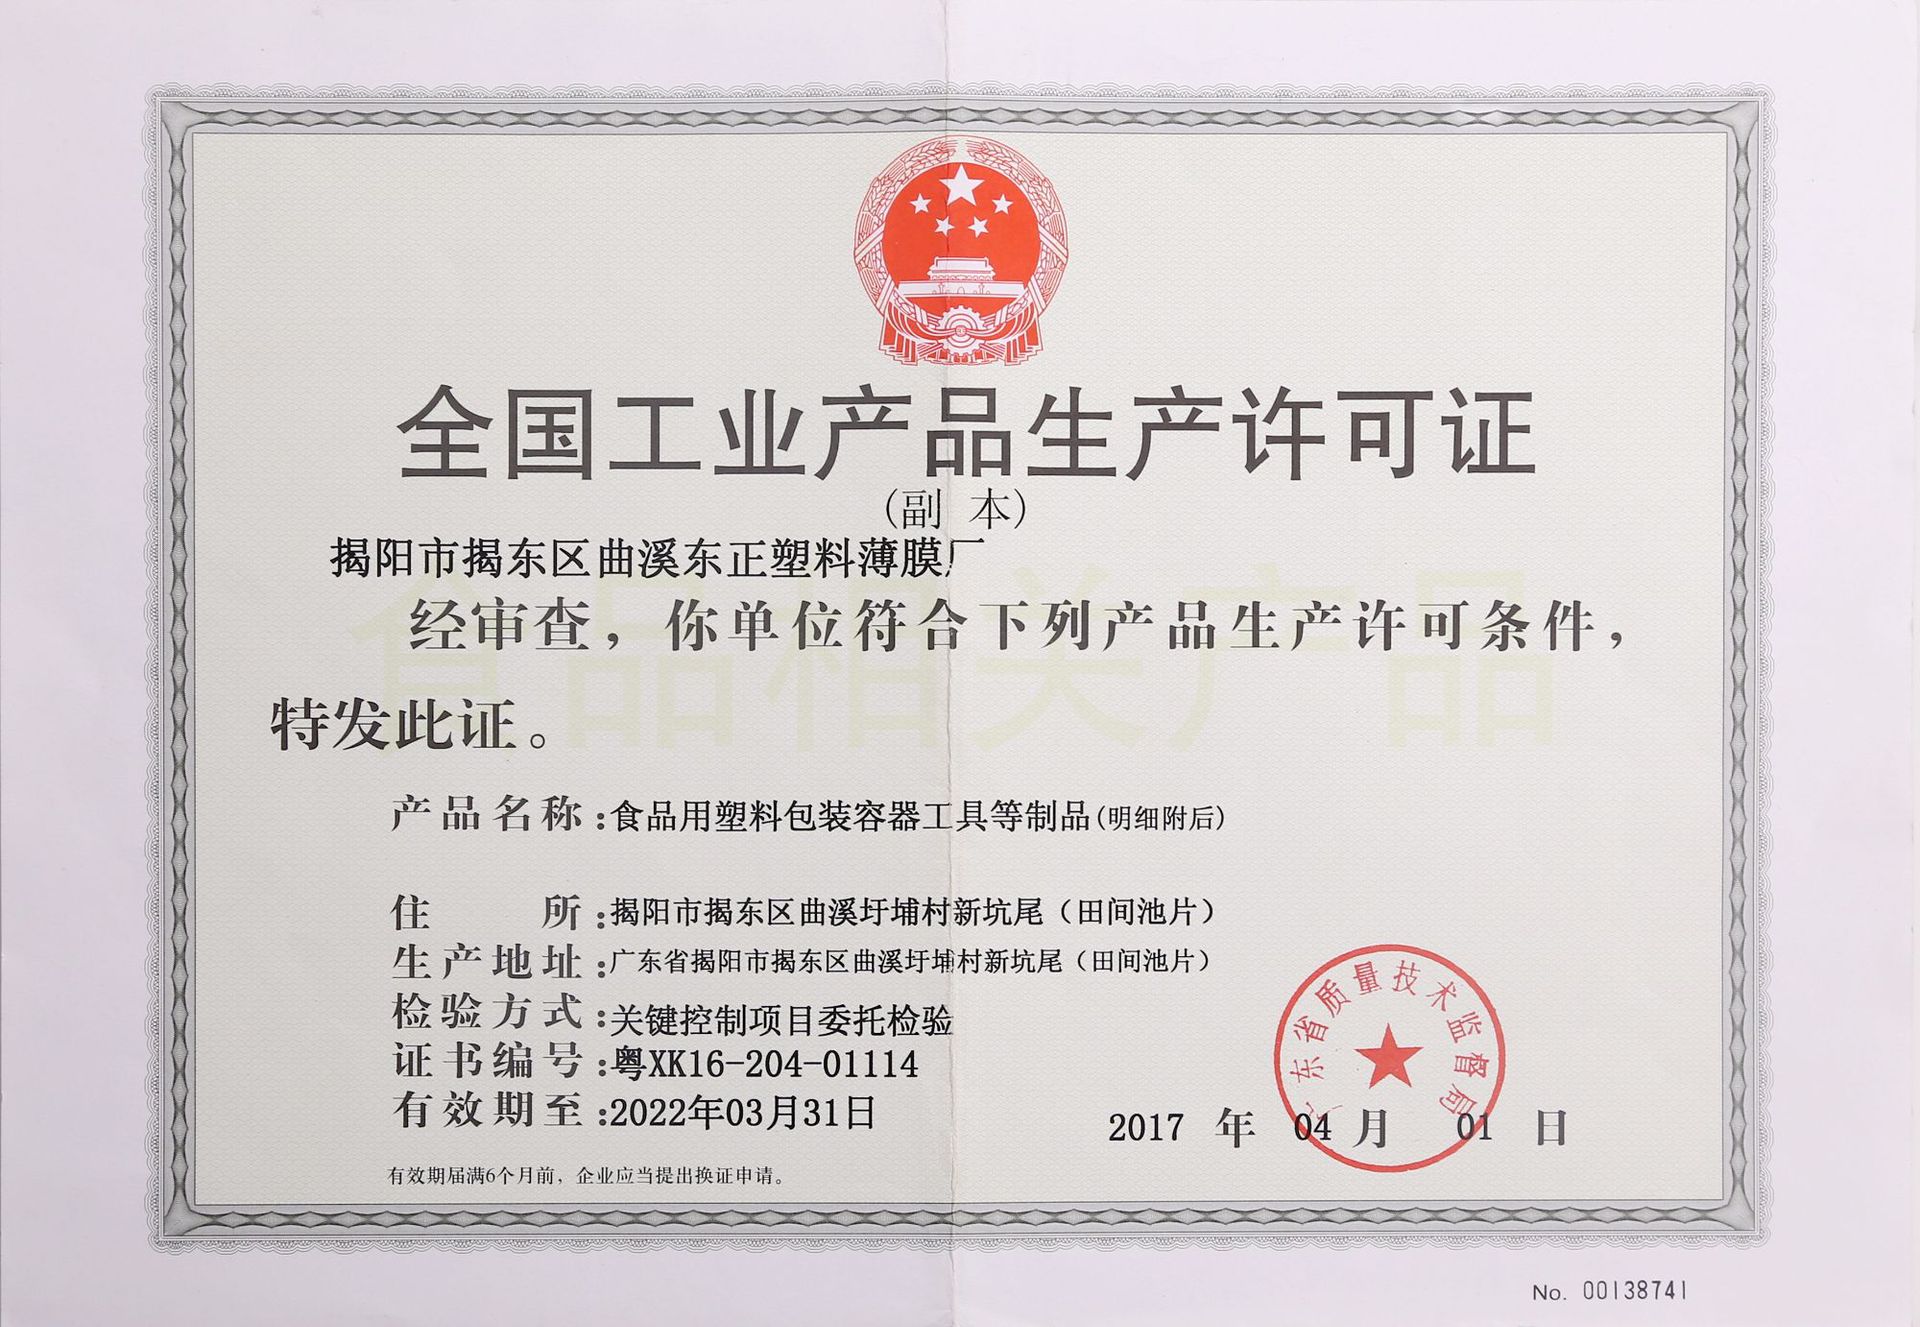 全国工业产品生产许可证
(副 本)
揭阳市揭东区曲溪东正塑料薄膜厂
经审查，你单位符合下列产品生产许可条件，
特发此证。
食品相关产品
产品名称:食品用塑料包装容器工具等制品(明细附后)
住 所:揭阳市揭东区曲溪圩埔村新坑尾（田间池片）
生产地址:广东省揭阳市揭东区曲溪圩埔村新坑尾（田间池片）
检验方式:关键控制项目委托检验
证书编号:粤XK16-204-01114
有效期至:2022年03月31日
广东省质量技术监督局
2017 年 04 月 01 日
有效期届满6个月前，企业应当提出换证申请。
No. 00138741